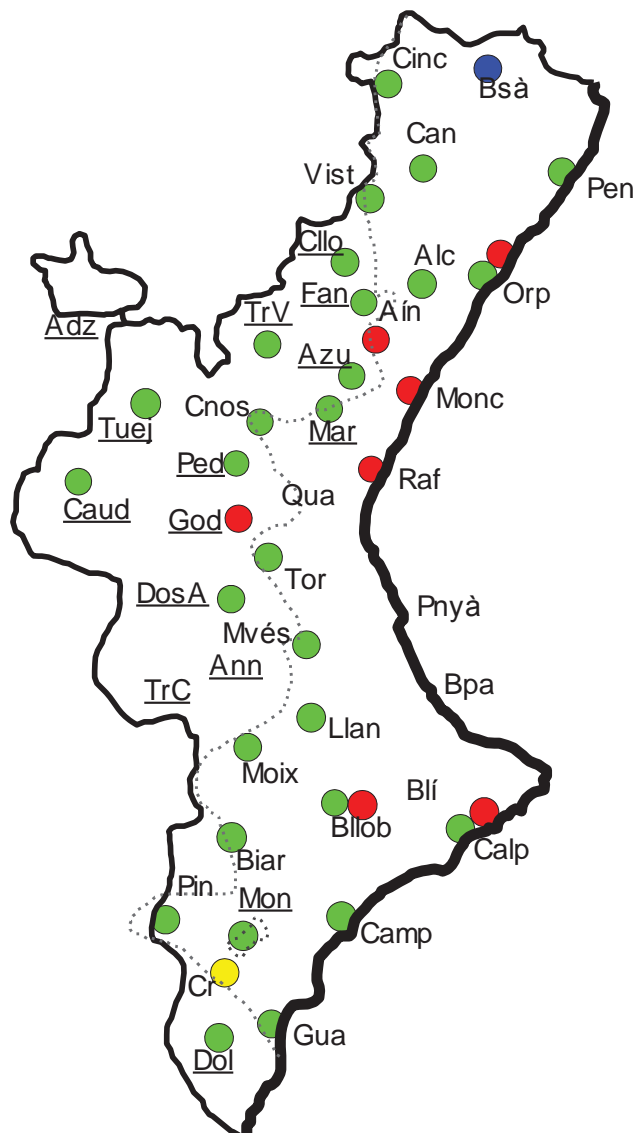 Cinc
Bsà
Can
Vist
Pen
Cllo
Alc
Fan
Orp
Adz
TrV
Aín
Azu
Monc
Tuej
Cnos
Mar
Ped
Qua
Raf
Caud
God
Tor
DosA
Pnyà
Mvés
Ann
TrC
Bpa
Llan
Moix
Blí
Bllob
Calp
Biar
Pin
Mon
Camp
Cr
Gua
Dol